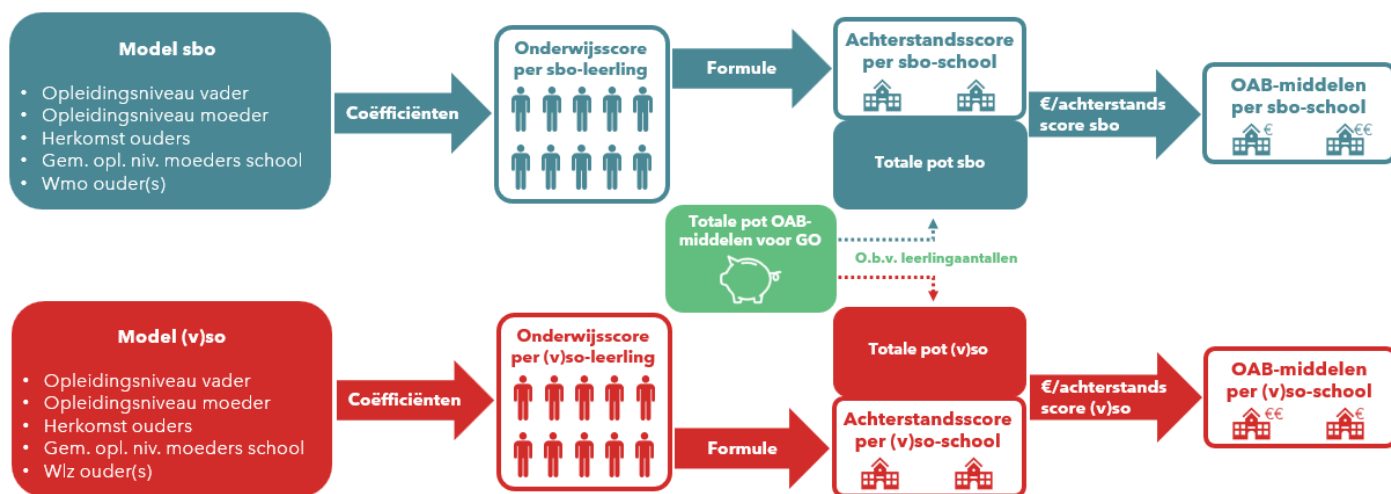 Model sbo
• Opleidingsniveau vader
• Opleidingsniveau moeder
• Herkomst ouders
• Gem. opl. niv. moeders school
• Wmo ouder(s)
Coëfficiënten
Onderwijsscore
per sbo-leerling
Formule
Achterstandsscore
per sbo-school
Totale pot sbo
€/achterstands
score sbo
OAB-middelen
per sbo-school
€
€€
Totale pot OAB-
middelen voor GO
O.b.v. leerlingaantallen
Model (v)so
• Opleidingsniveau vader
• Opleidingsniveau moeder
• Herkomst ouders
• Gem. opl. niv. moeders school
• Wlz ouder(s)
Coëfficiënten
Onderwijsscore
per (v)so-leerling
Formule
Totale pot (v)so
Achterstandsscore
per (v)so-school
€/achterstands
score (v)so
OAB-middelen
per (v)so-school
€€
€